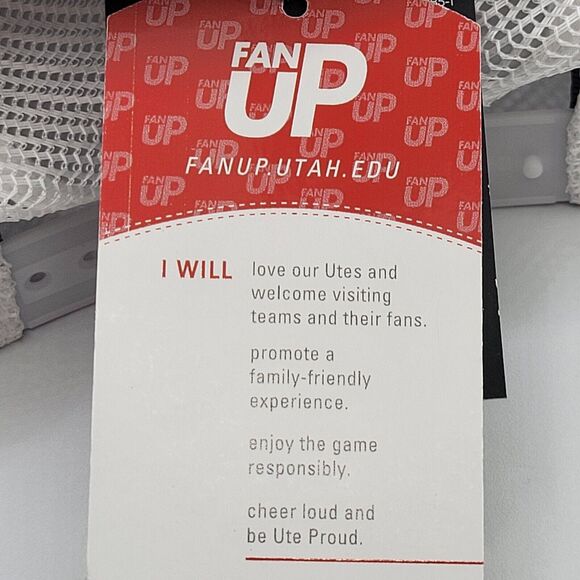 FAN
UP
FANUP.UTAH.EDU
I WILL love our Utes and
welcome visiting
teams and their fans.
promote a
family-friendly
experience.
enjoy the game
responsibly.
cheer loud and
be Ute Proud.